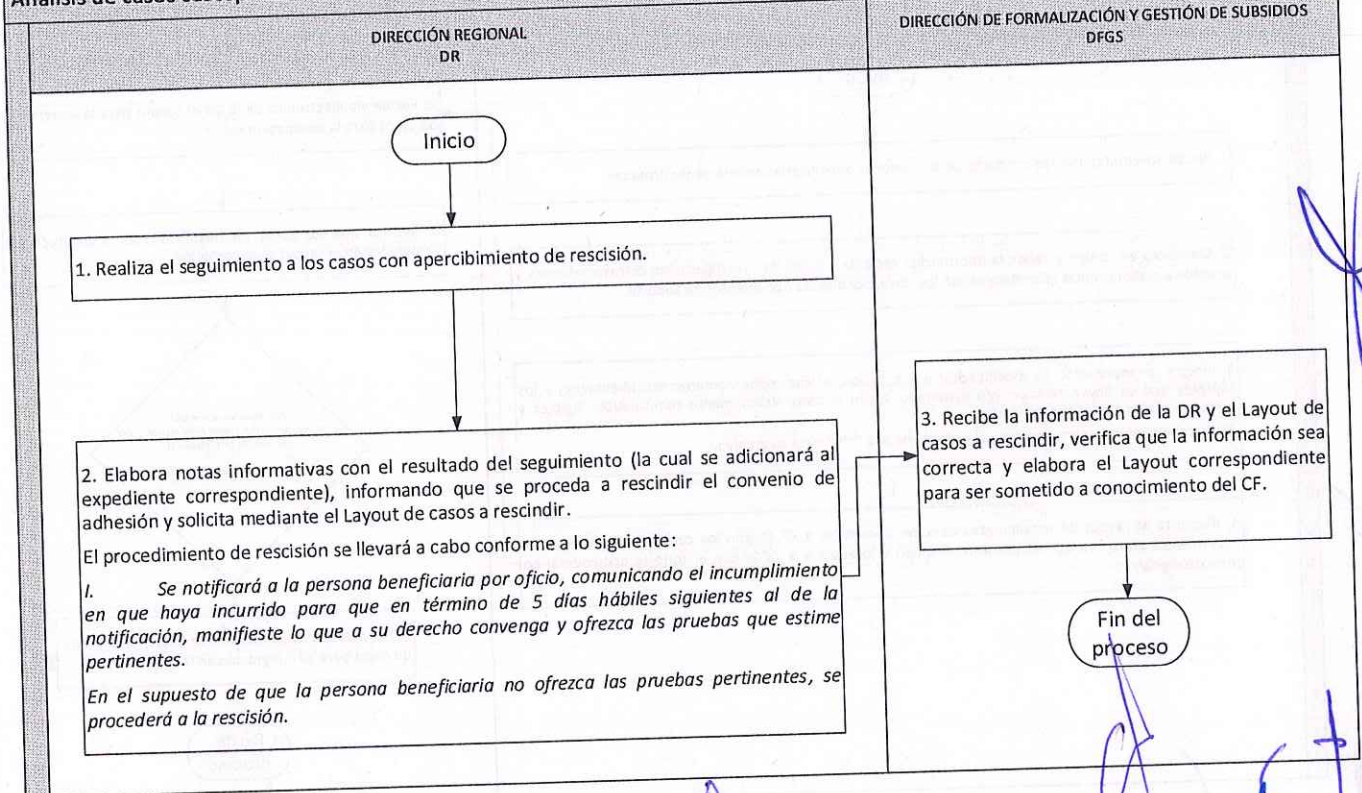 Análisis de casos
DIRECCIÓN REGIONAL
DR
DIRECCIÓN DE FORMALIZACIÓN Y GESTIÓN DE SUBSIDIOS
DFGS
Inicio
1. Realiza el seguimiento a los casos con apercibimiento de rescisión.
2. Elabora notas informativas con el resultado del seguimiento (la cual se adicionará al
expediente correspondiente), informando que se proceda a rescindir el convenio de
adhesión y solicita mediante el Layout de casos a rescindir.
El procedimiento de rescisión se llevará a cabo conforme a lo siguiente:
I. Se notificará a la persona beneficiaria por oficio, comunicando el incumplimiento
en que haya incurrido para que en término de 5 días hábiles siguientes al de la
notificación, manifieste lo que a su derecho convenga y ofrezca las pruebas que estime
pertinentes.
En el supuesto de que la persona beneficiaria no ofrezca las pruebas pertinentes, se
procederá a la rescisión.
3. Recibe la información de la DR y el Layout de
casos a rescindir, verifica que la información sea
correcta y elabora el Layout correspondiente
para ser sometido a conocimiento del CF.
Fin del
proceso